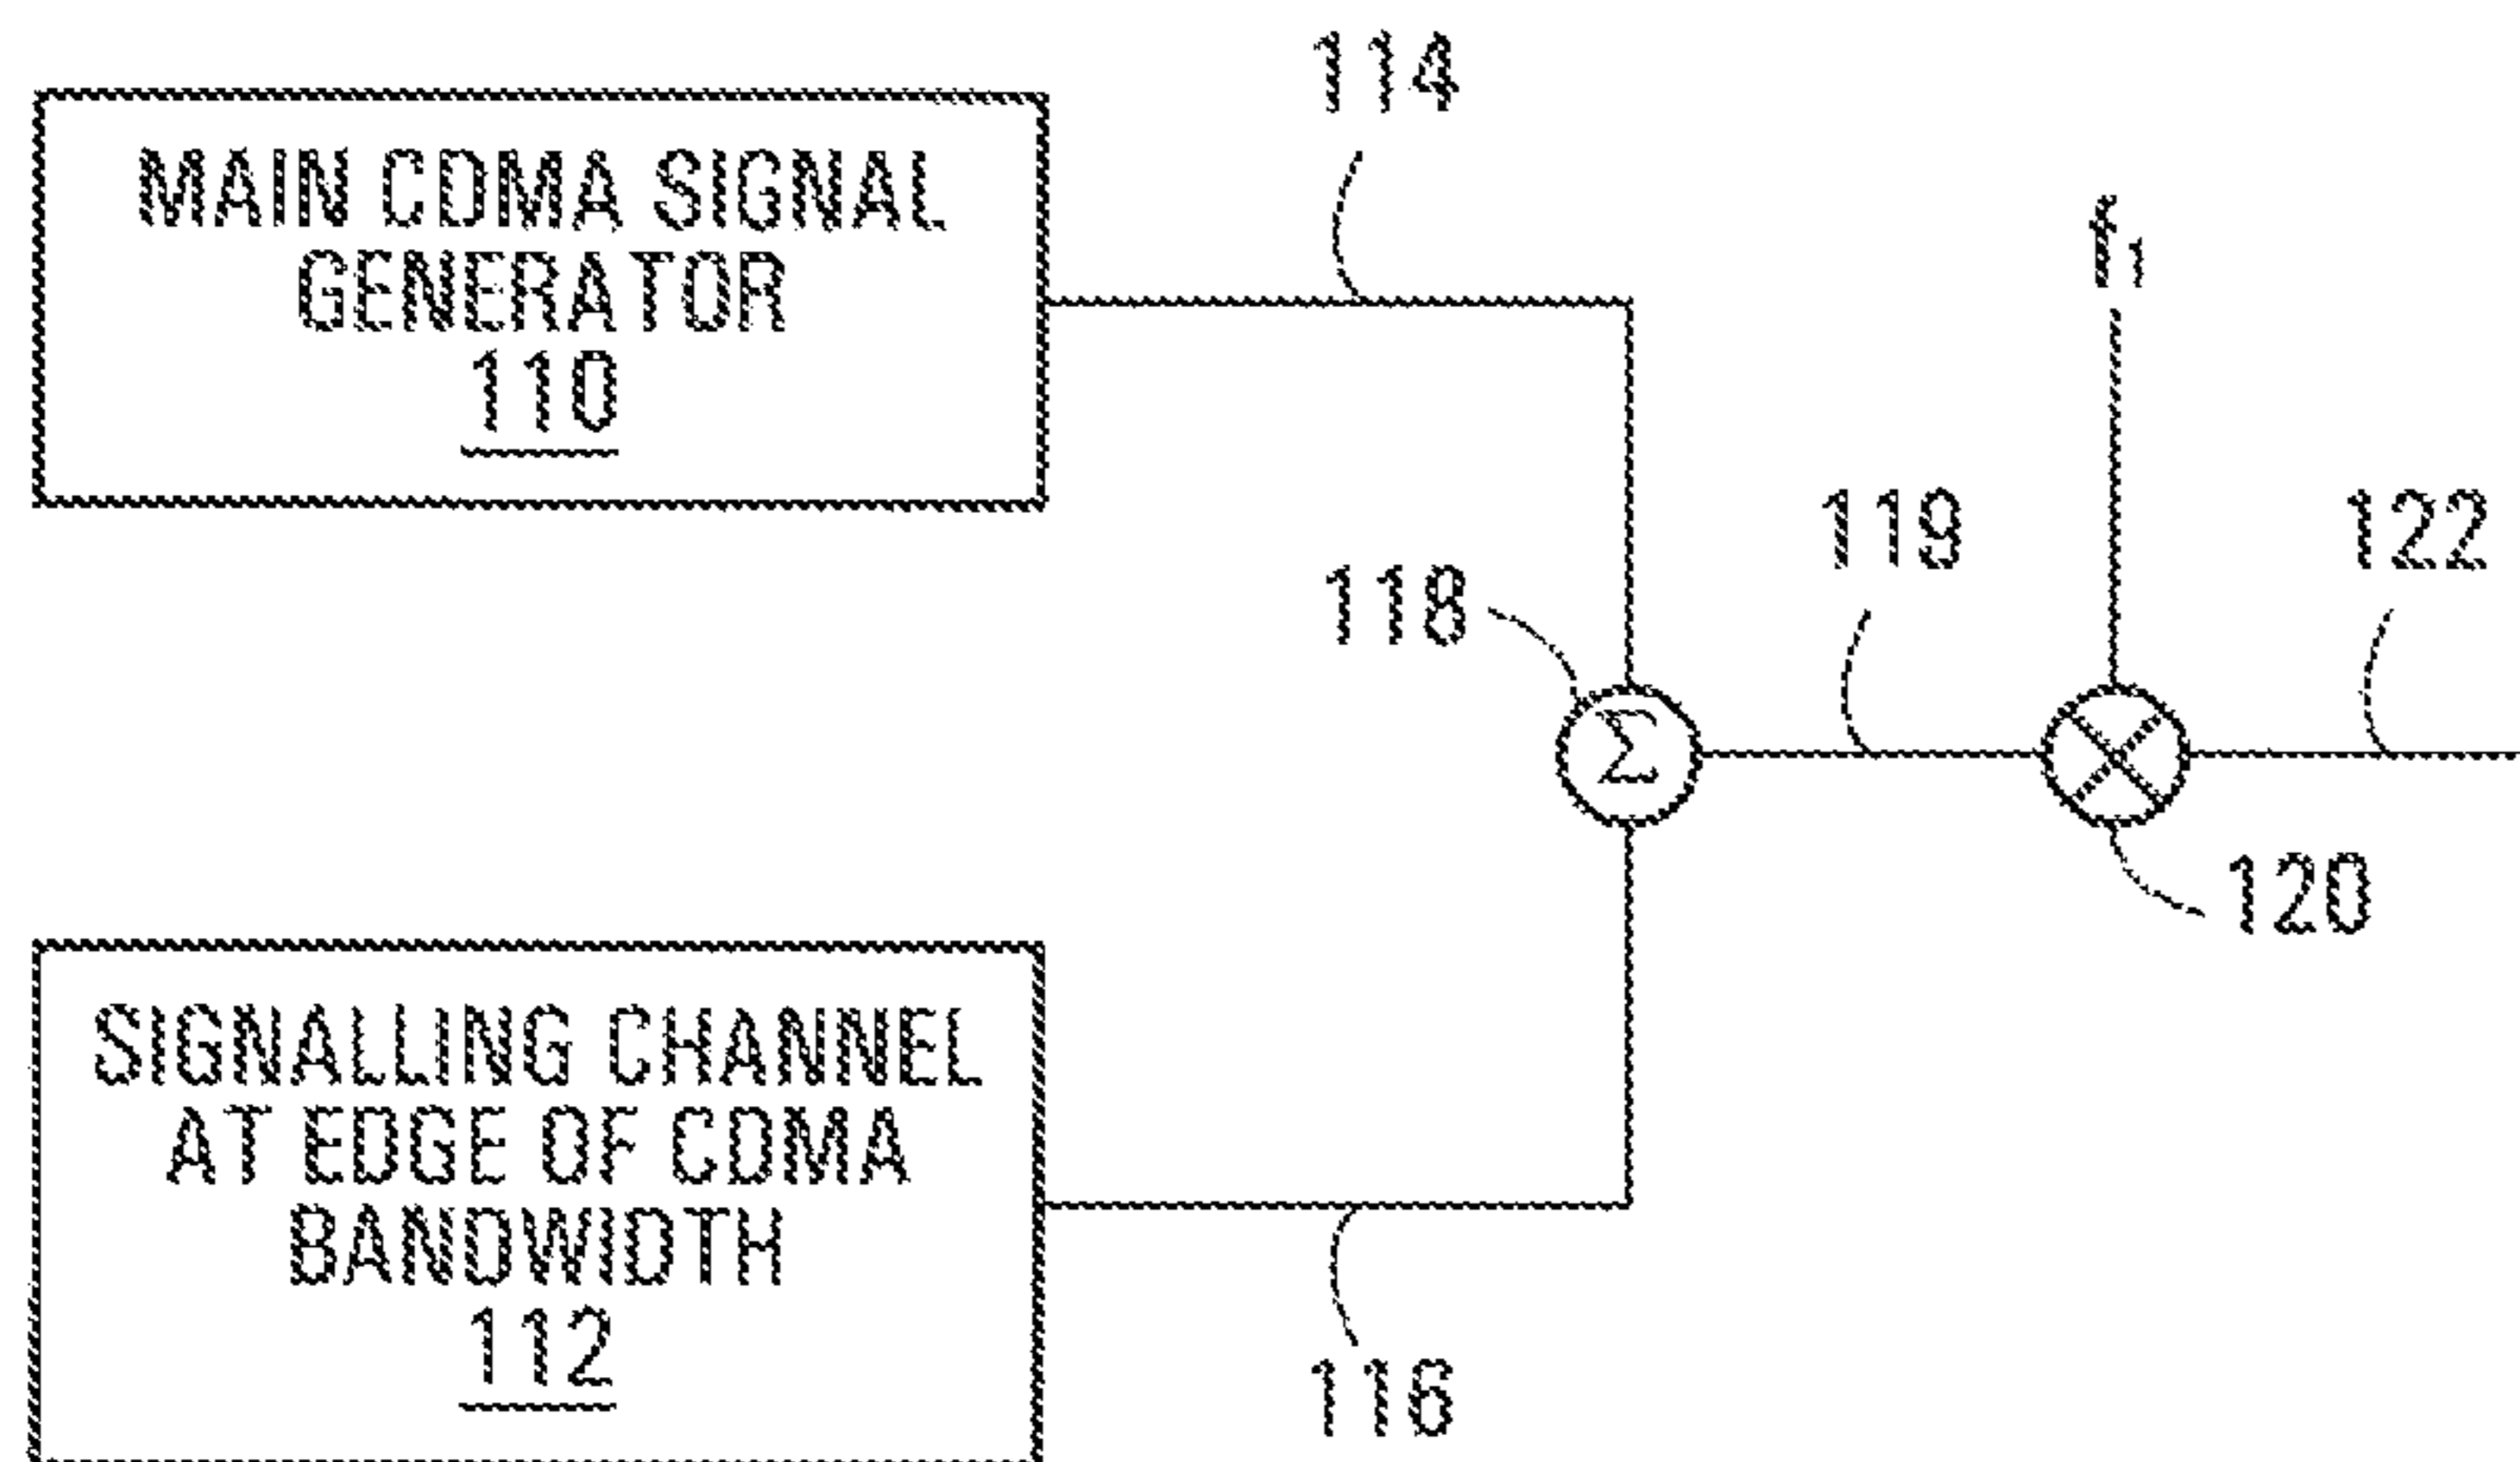 MAIN CDMA SIGNAL
GENERATOR
110
114
f1
118
119
122
120
SIGNALLING CHANNEL
AT EDGE OF CDMA
BANDWIDTH
112
116